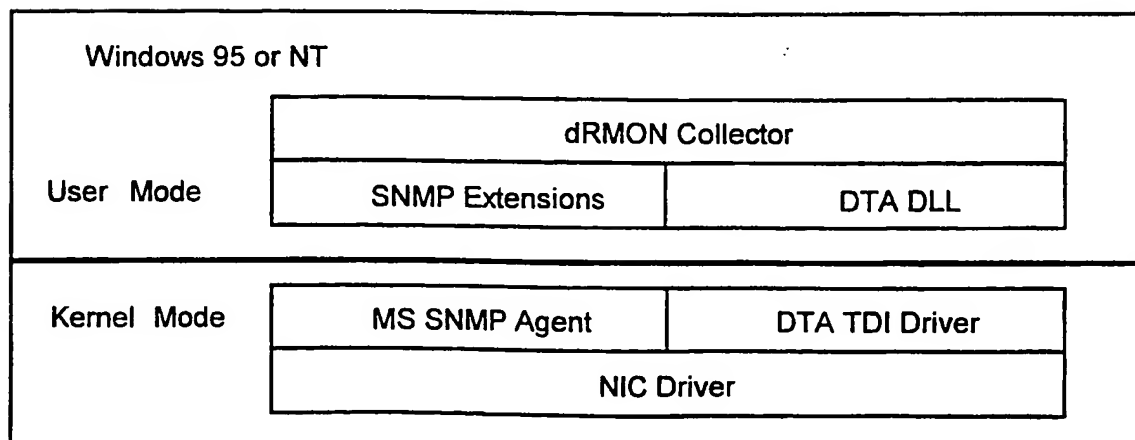 Windows 95 or NT
dRMON Collector
User Mode
SNMP Extensions
DTA DLL
Kernel Mode
MS SNMP Agent
DTA TDI Driver
NIC Driver